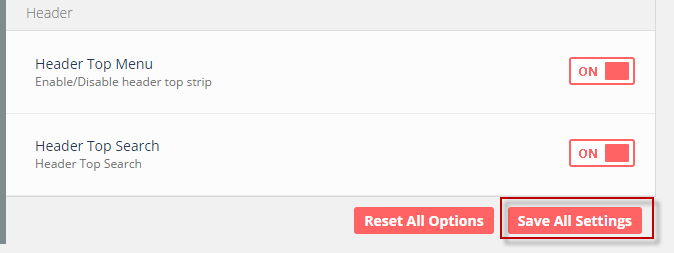 Header
Header Top Menu
Enable/Disable header top strip
ON
Header Top Search
Header Top Search
ON
Reset All Options
Save All Settings